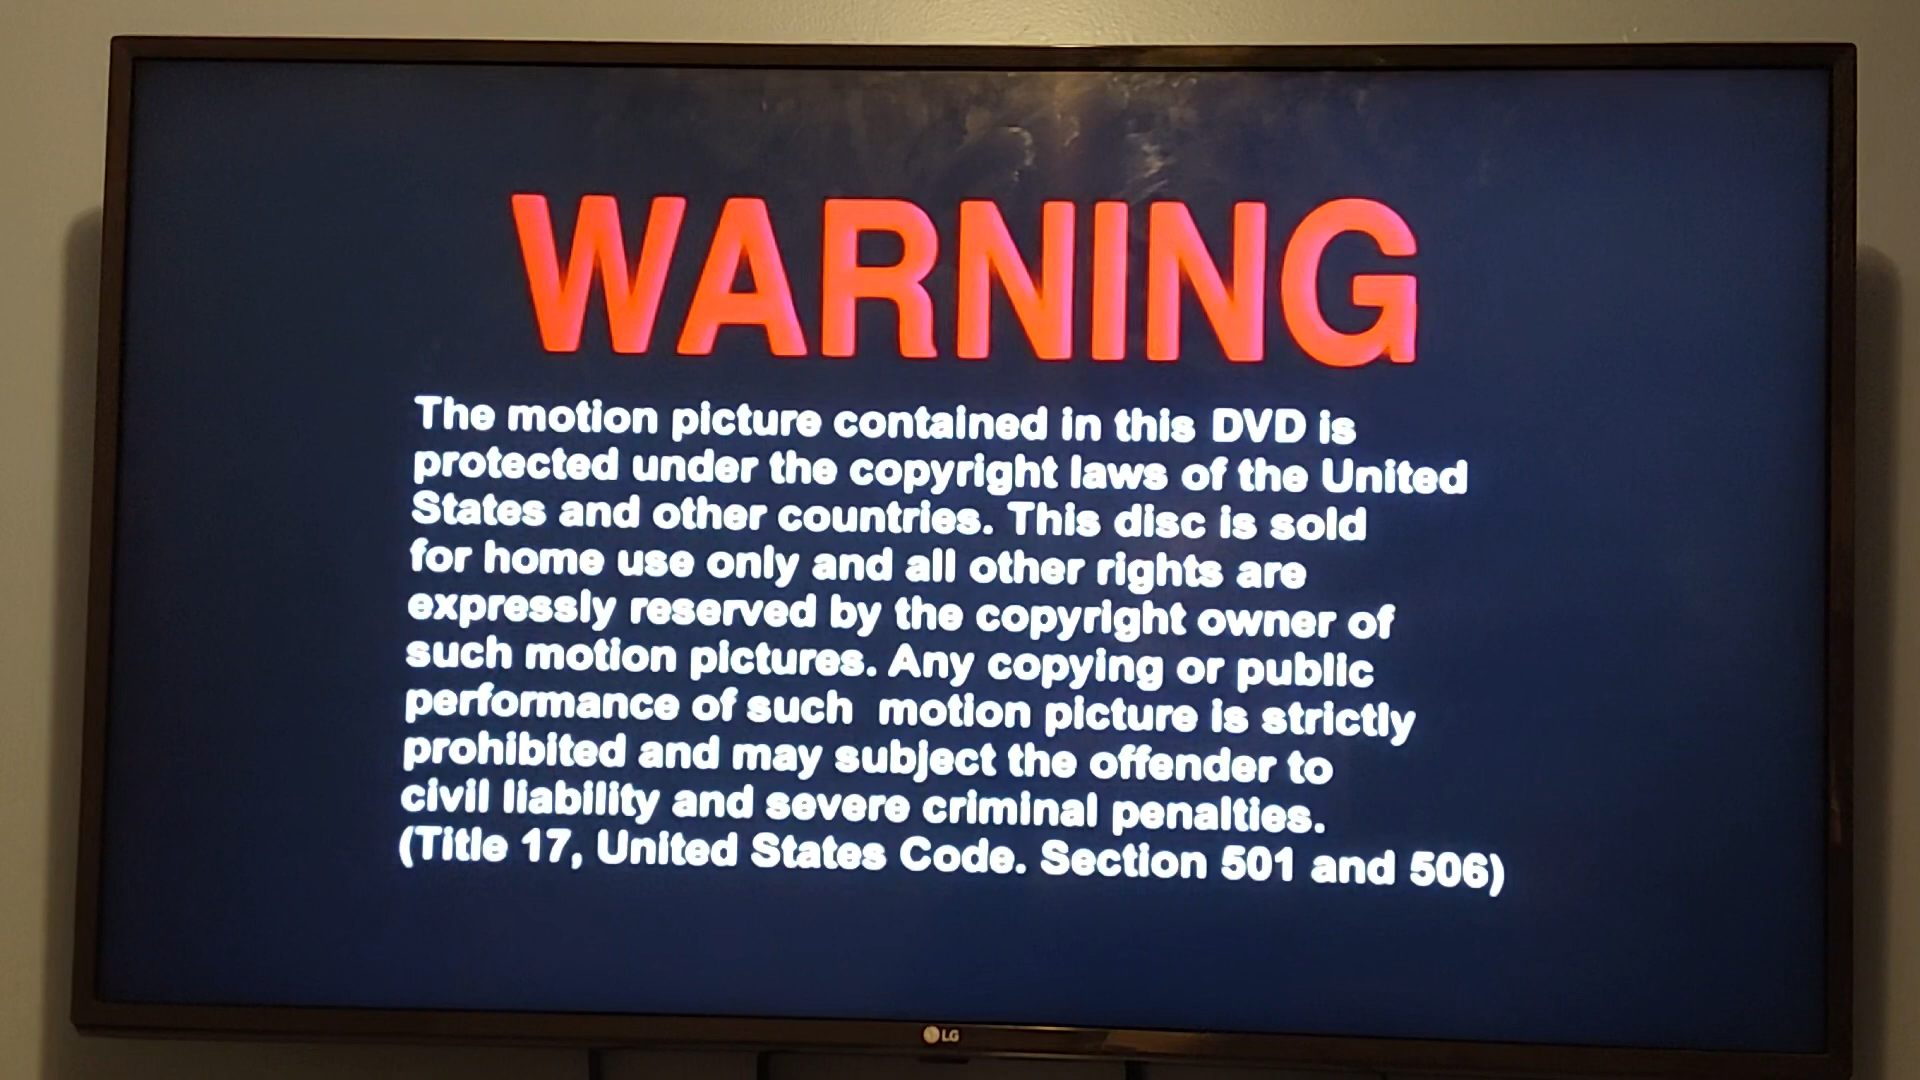 WARNING
The motion picture contained in this DVD is
protected under the copyright laws of the United
States and other countries. This disc is sold
for home use only and all other rights are
expressly reserved by the copyright owner of
such motion pictures. Any copying or public
performance of such  motion picture is strictly
prohibited and may subject the offender to
civil liability and severe criminal penalties.
(Title 17, United States Code. Section 501 and 506)
LG